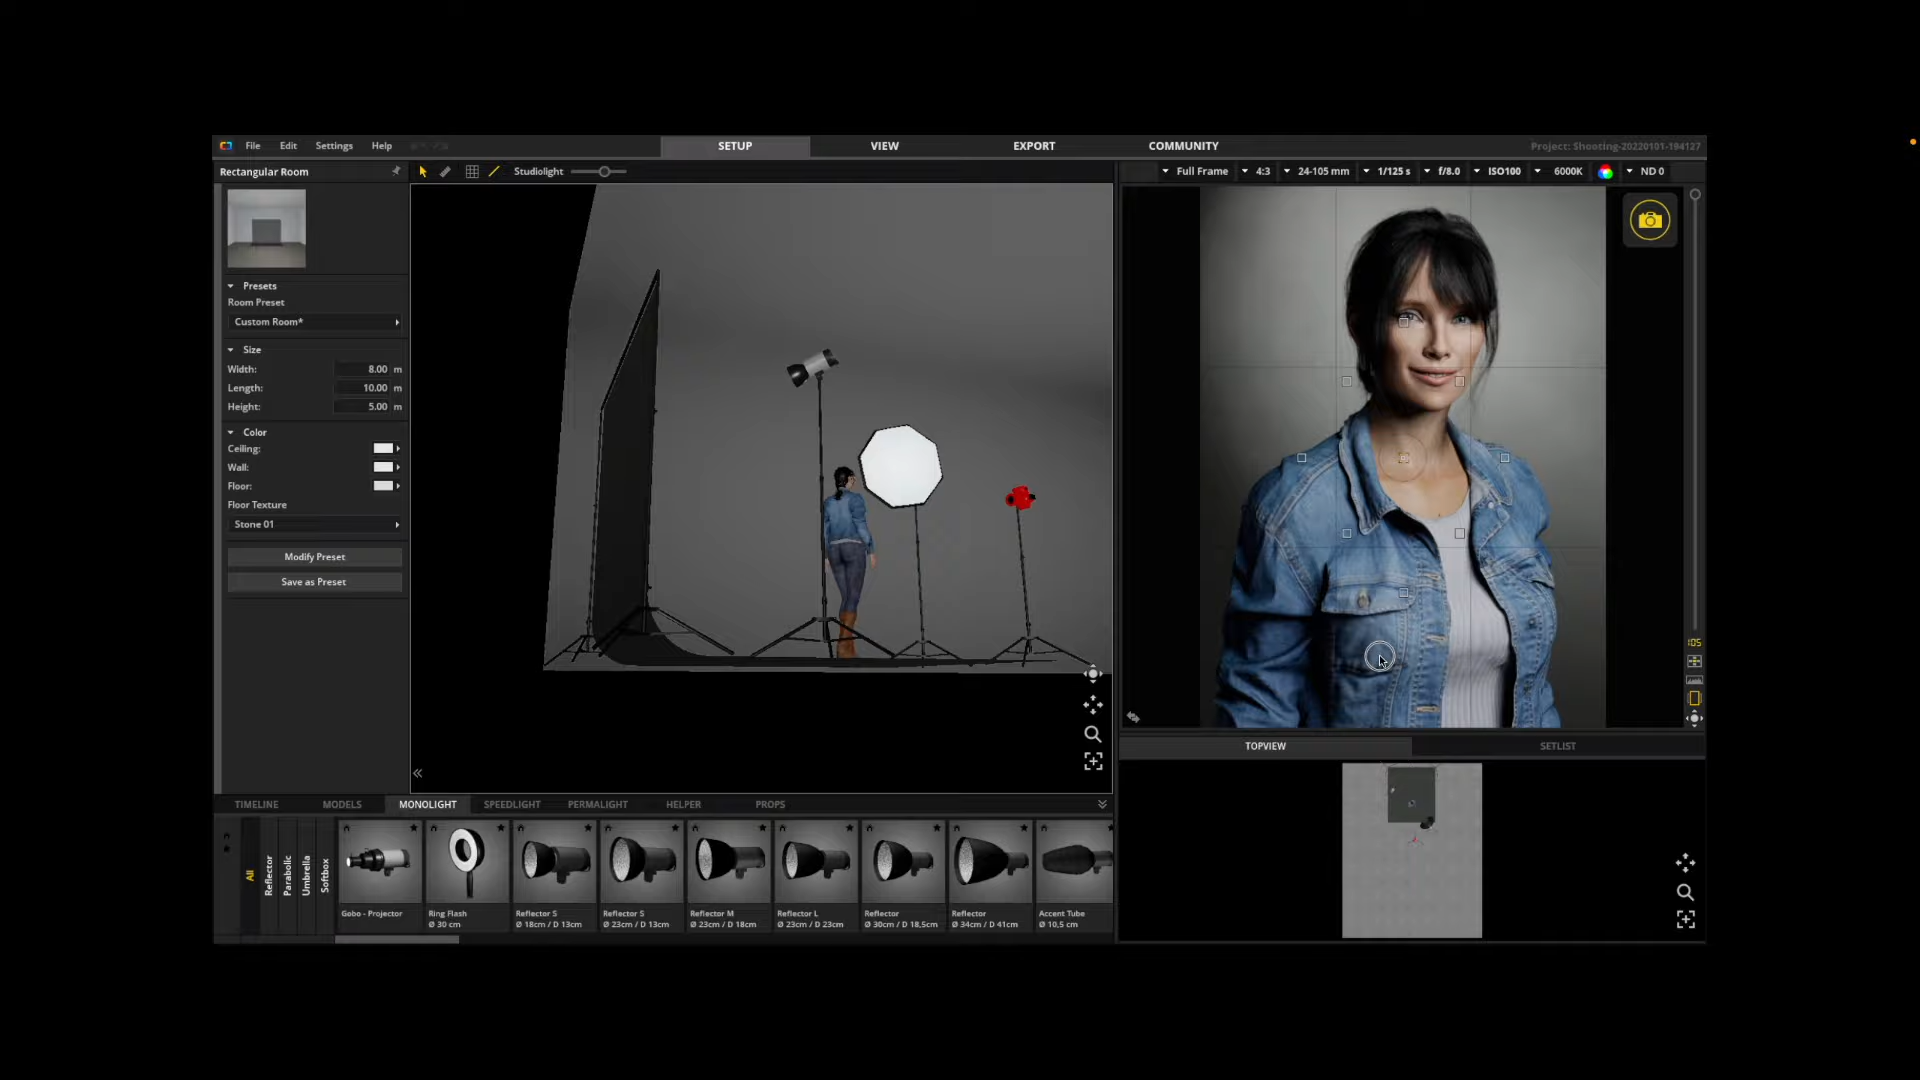 File Edit Settings Help
SETUP VIEW EXPORT COMMUNITY
Project: Shooting-20220101-194127
Rectangular Room
Studiolight
Full Frame 4:3 24-105 mm 1/125 s f/8.0 ISO100 6000K ND 0
Presets
Room Preset
Custom Room*
Size
Width: 8.00 m
Length: 10.00 m
Height: 5.00 m
Color
Ceiling:
Wall:
Floor:
Floor Texture
Stone 01
Modify Preset
Save as Preset
TOPVIEW SETLIST
TIMELINE MODELS MONOLIGHT SPEEDLIGHT PERMALIGHT HELPER PROPS
All
Reflector
Parabolic
Umbrella
Softbox
Gobo - Projector
Ring Flash
Ø 30 cm
Reflector S
Ø 18cm / D 13cm
Reflector S
Ø 23cm / D 13cm
Reflector M
Ø 23cm / D 18cm
Reflector L
Ø 23cm / D 23cm
Reflector
Ø 30cm / D 18,5cm
Reflector
Ø 34cm / D 41cm
Accent Tube
Ø 10,5 cm